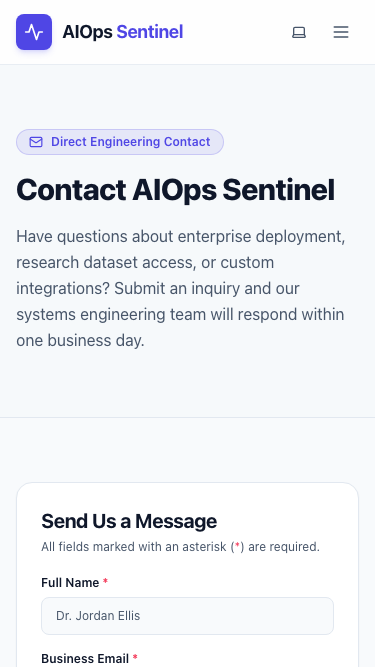 AIOps Sentinel
Direct Engineering Contact
Contact AIOps Sentinel
Have questions about enterprise deployment,
research dataset access, or custom
integrations? Submit an inquiry and our
systems engineering team will respond within
one business day.
Send Us a Message
All fields marked with an asterisk (*) are required.
Full Name *
Dr. Jordan Ellis
Business Email *